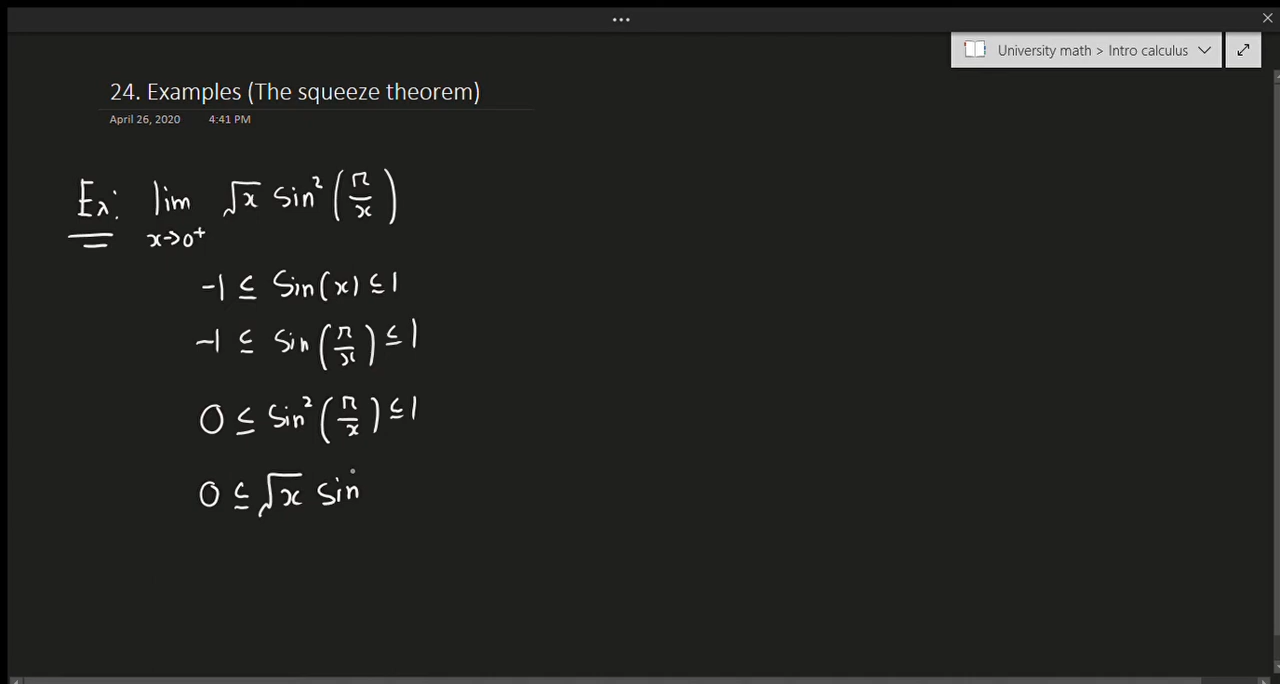 University math > Intro calculus
24. Examples (The squeeze theorem)
April 26, 2020 4:41 PM
Ex: lim x→0⁺ √x sin²(π/x)
-1 ≤ Sin(x) ≤ 1
-1 ≤ Sin(π/x) ≤ 1
0 ≤ Sin²(π/x) ≤ 1
0 ≤ √x Sin